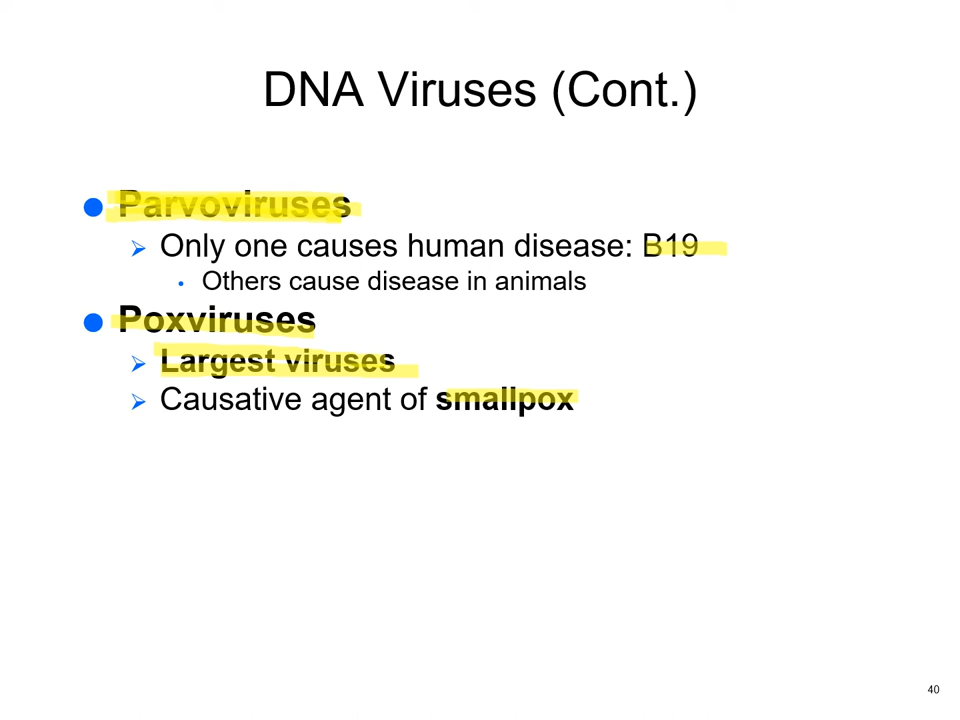 DNA Viruses (Cont.)
● Parvoviruses
➢ Only one causes human disease: B19
• Others cause disease in animals
● Poxviruses
➢ Largest viruses
➢ Causative agent of smallpox
40